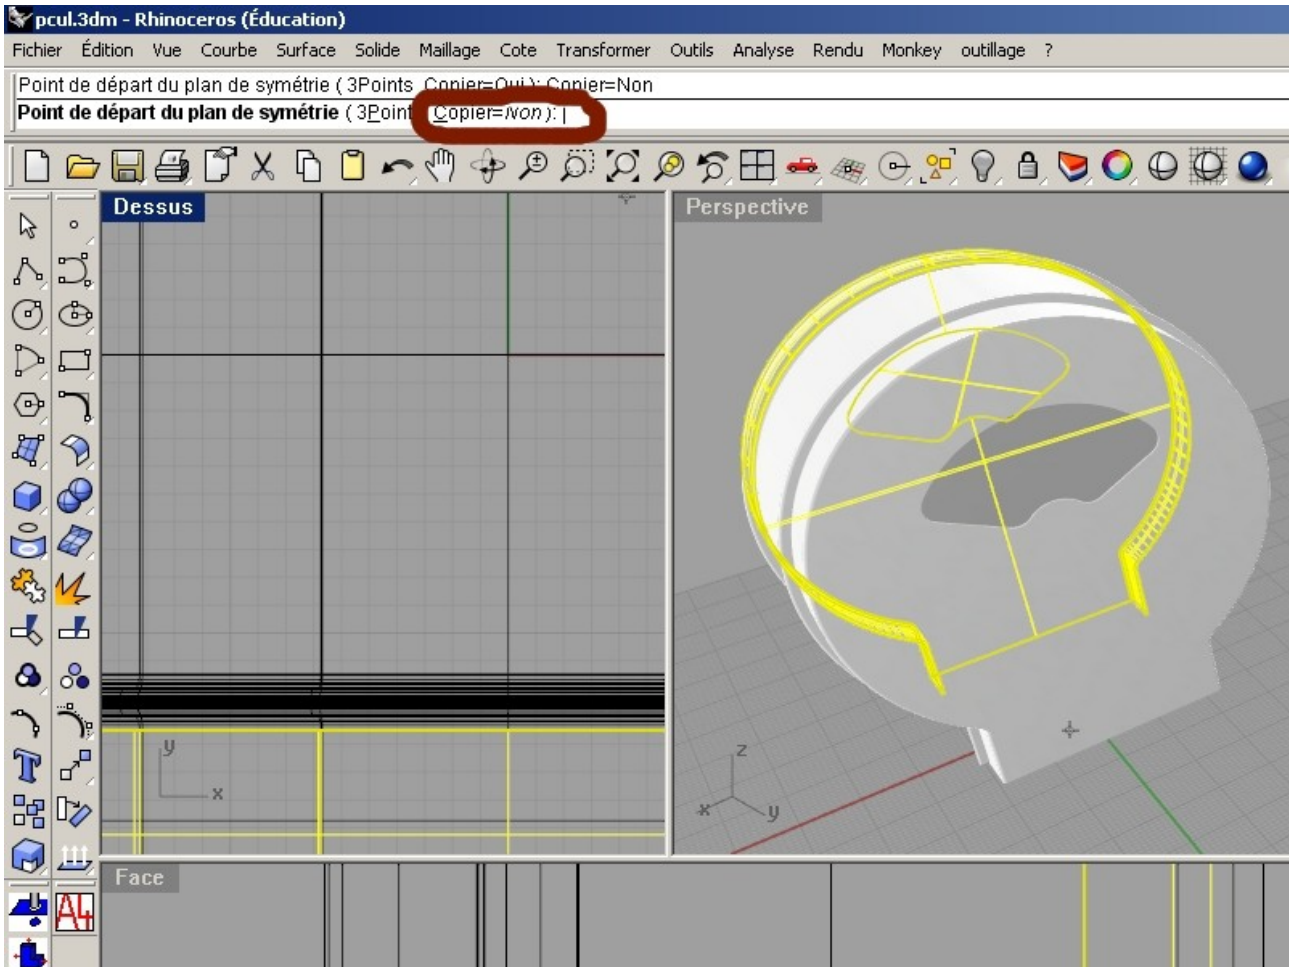 pcul.3dm - Rhinoceros (Éducation)
Fichier Édition Vue Courbe Surface Solide Maillage Cote Transformer Outils Analyse Rendu Monkey outillage ?
Point de départ du plan de symétrie ( 3Points Copier=Oui ): Copier=Non
Point de départ du plan de symétrie ( 3Point Copier=Non ):
Dessus
Perspective
y
x
z
x
y
T
Face
A4